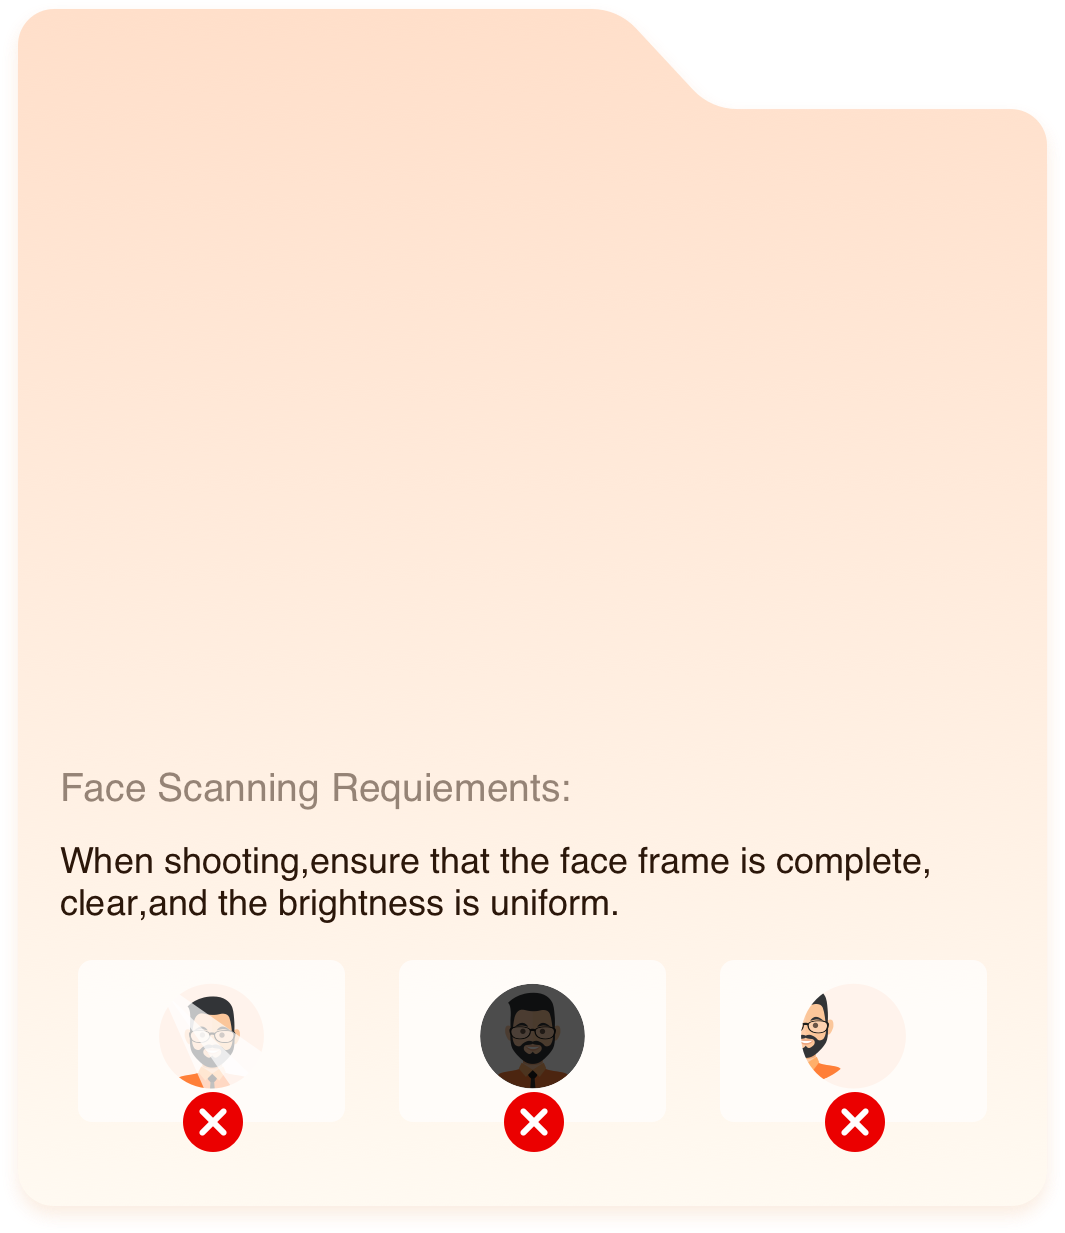 Face Scanning Requiements:
When shooting,ensure that the face frame is complete,
clear,and the brightness is uniform.